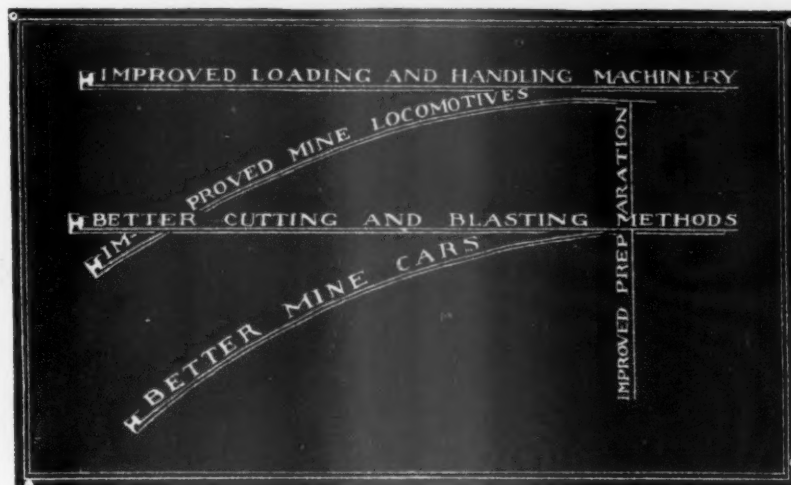 IMPROVED LOADING AND HANDLING MACHINERY
IM- PROVED MINE LOCOMOTIVES
BETTER CUTTING AND BLASTING METHODS
BETTER MINE CARS
IMPROVED PREPARATION